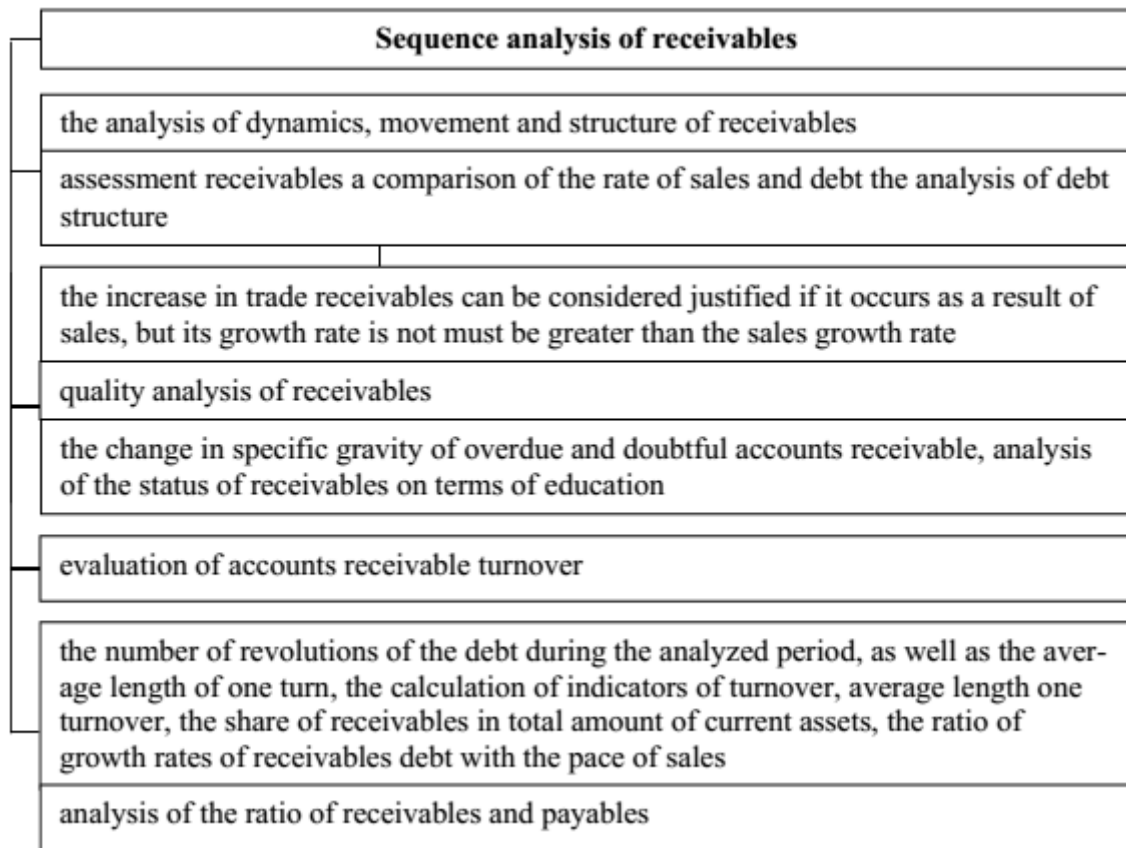 Sequence analysis of receivables
the analysis of dynamics, movement and structure of receivables
assessment receivables a comparison of the rate of sales and debt the analysis of debt
structure
the increase in trade receivables can be considered justified if it occurs as a result of
sales, but its growth rate is not must be greater than the sales growth rate
quality analysis of receivables
the change in specific gravity of overdue and doubtful accounts receivable, analysis
of the status of receivables on terms of education
evaluation of accounts receivable turnover
the number of revolutions of the debt during the analyzed period, as well as the aver-
age length of one turn, the calculation of indicators of turnover, average length one
turnover, the share of receivables in total amount of current assets, the ratio of
growth rates of receivables debt with the pace of sales
analysis of the ratio of receivables and payables